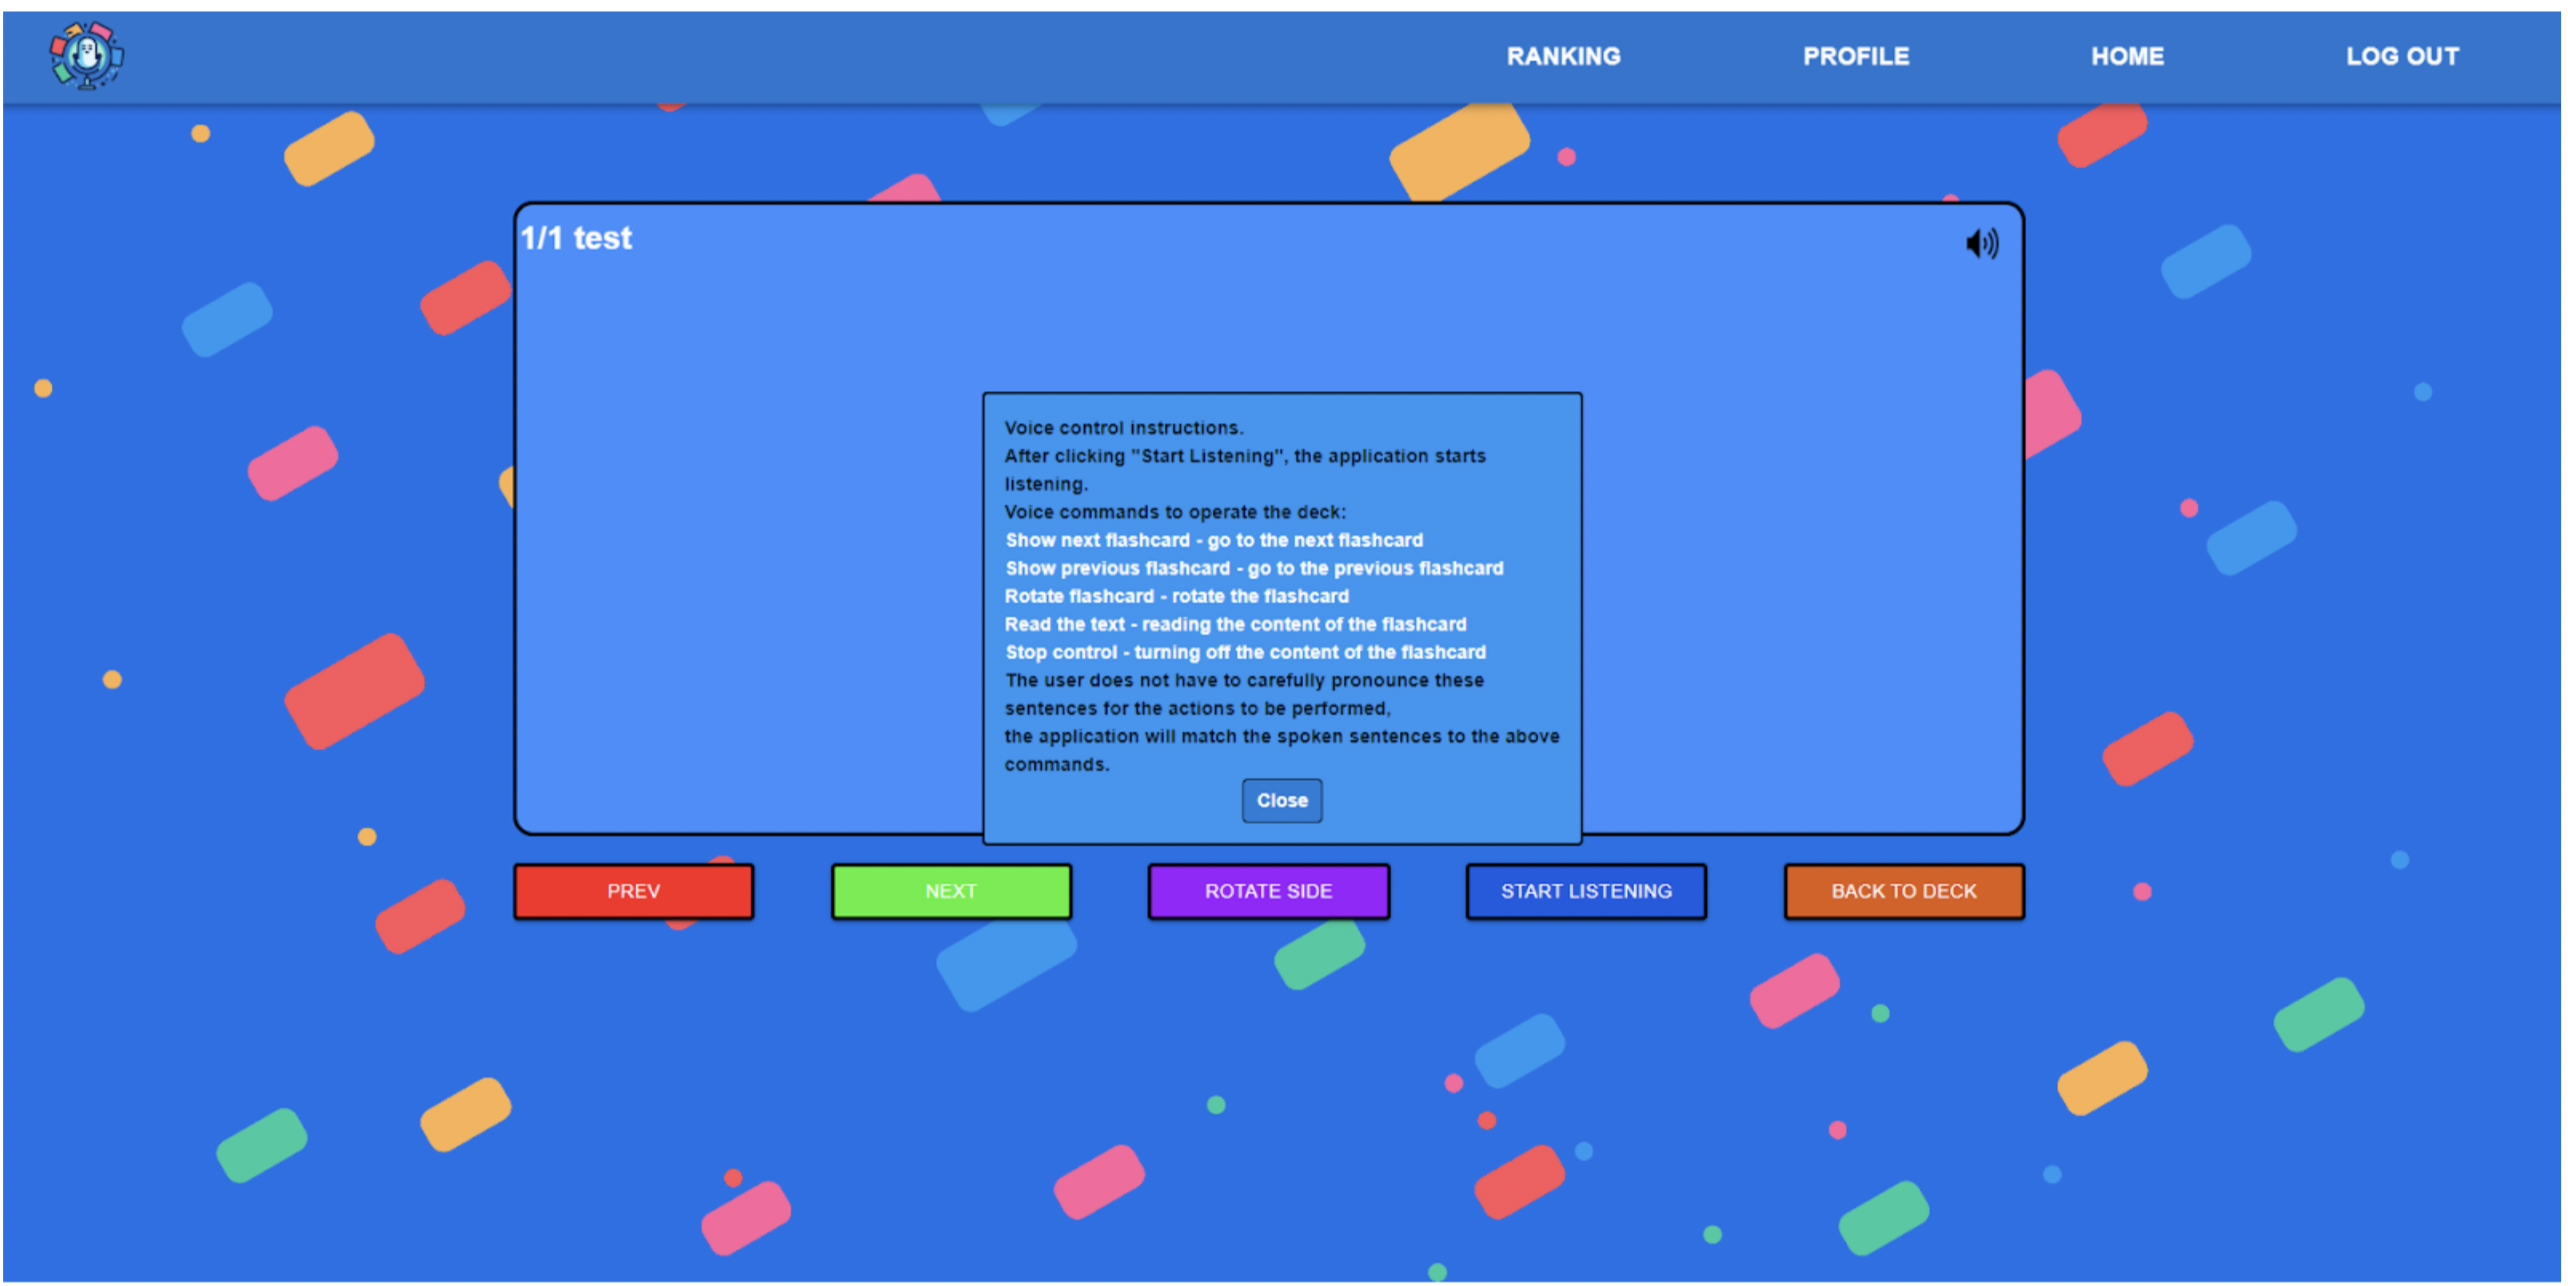 RANKING
PROFILE
HOME
LOG OUT
1/1 test
Voice control instructions.
After clicking "Start Listening", the application starts
listening.
Voice commands to operate the deck:
Show next flashcard - go to the next flashcard
Show previous flashcard - go to the previous flashcard
Rotate flashcard - rotate the flashcard
Read the text - reading the content of the flashcard
Stop control - turning off the content of the flashcard
The user does not have to carefully pronounce these
sentences for the actions to be performed,
the application will match the spoken sentences to the above
commands.
Close
PREV
NEXT
ROTATE SIDE
START LISTENING
BACK TO DECK